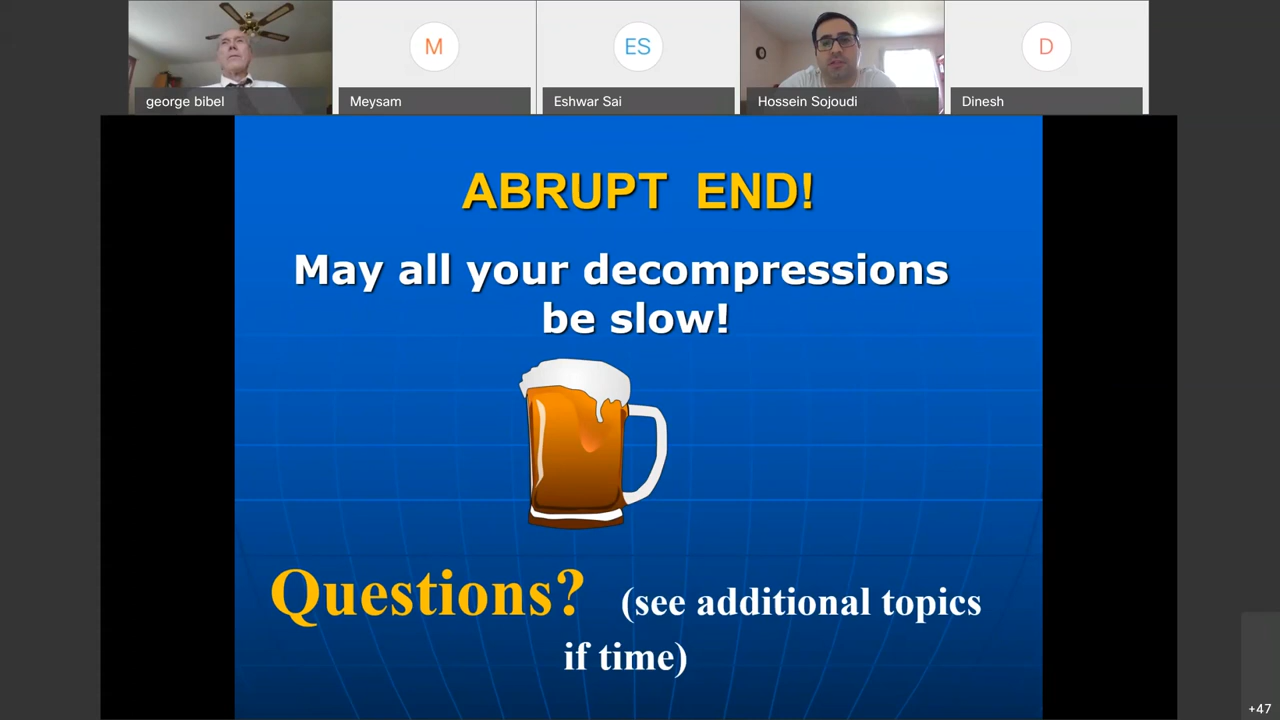 M
ES
D
george bibel
Meysam
Eshwar Sai
Hossein Sojoudi
Dinesh
ABRUPT END!
May all your decompressions
be slow!
Questions? (see additional topics
if time)
+47